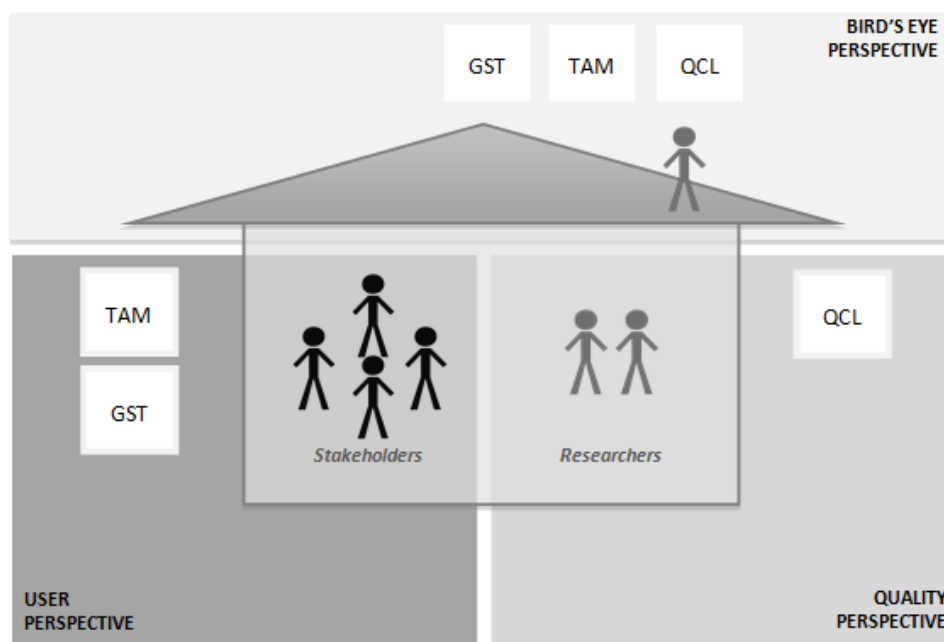 BIRD'S EYE
PERSPECTIVE
GST
TAM
QCL
TAM
GST
QCL
Stakeholders
Researchers
USER
PERSPECTIVE
QUALITY
PERSPECTIVE